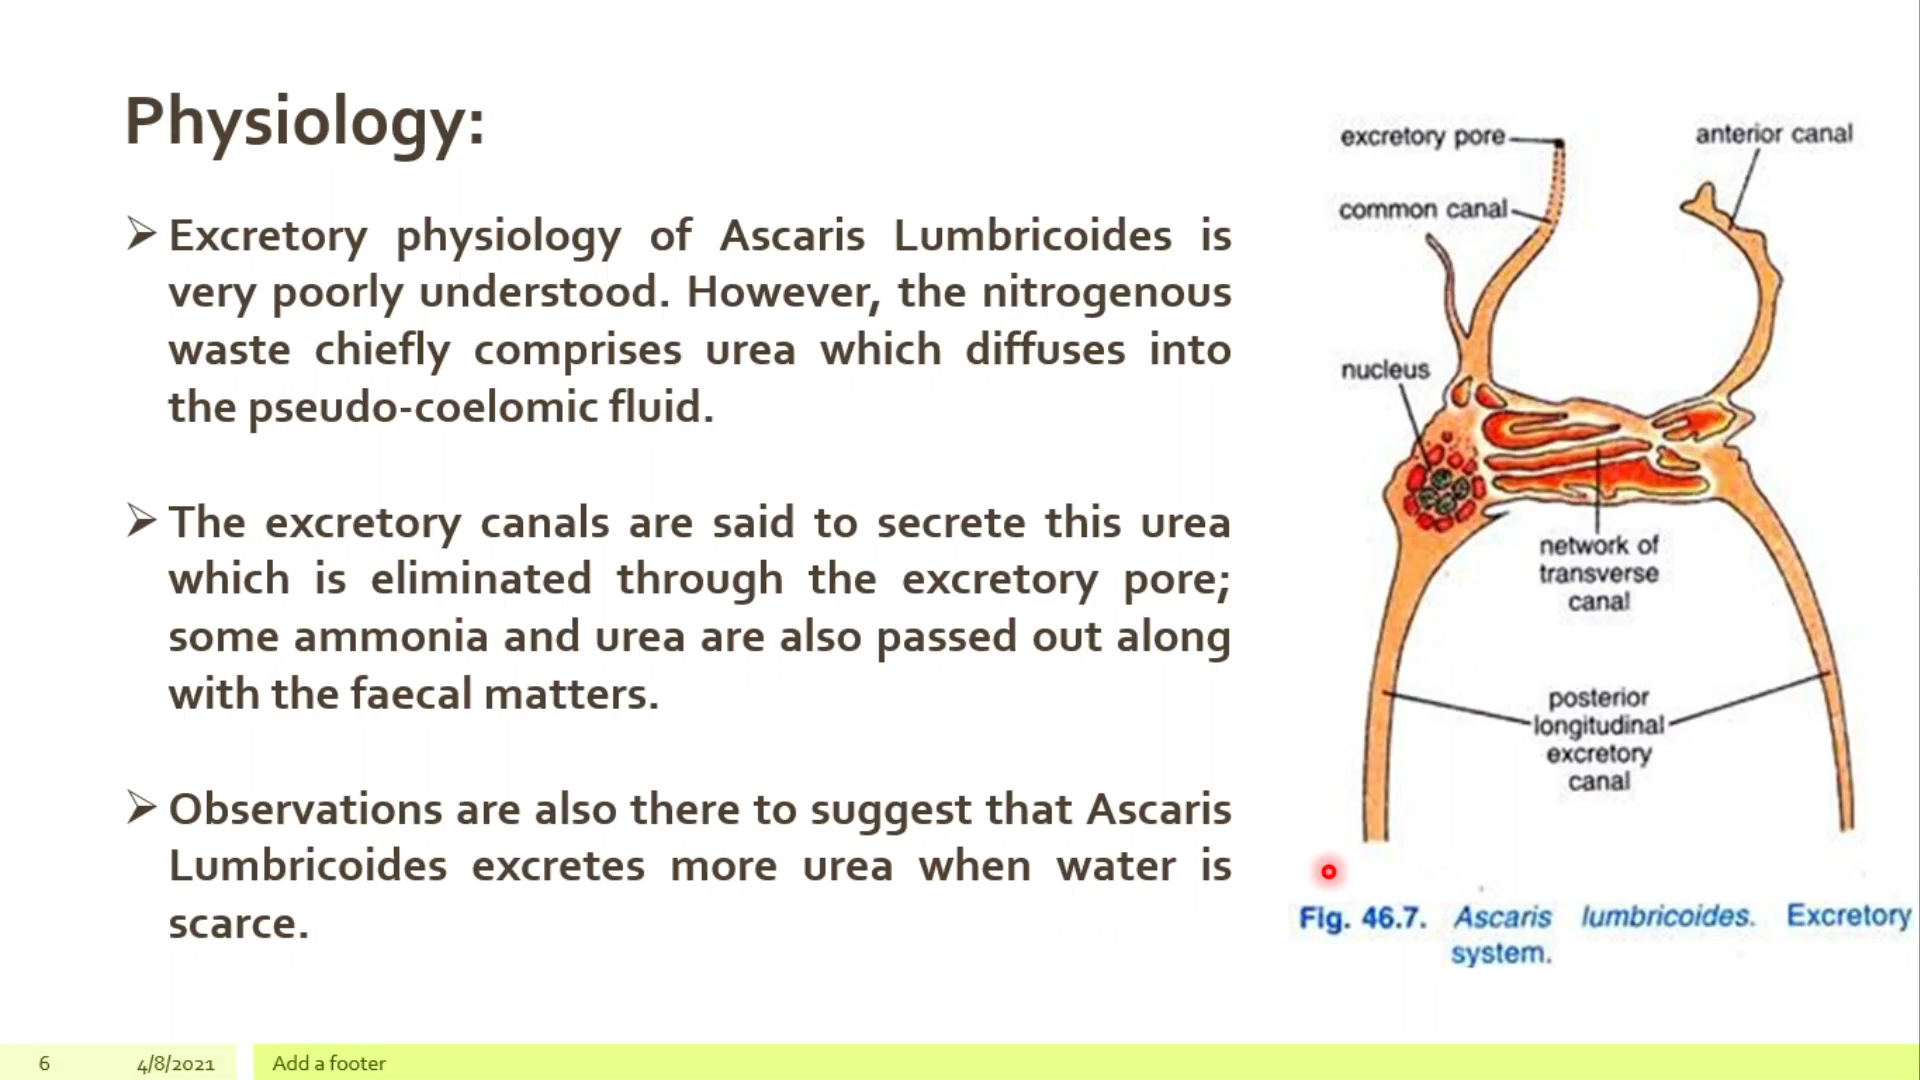 Physiology:
➢ Excretory physiology of Ascaris Lumbricoides is
very poorly understood. However, the nitrogenous
waste chiefly comprises urea which diffuses into
the pseudo-coelomic fluid.
➢ The excretory canals are said to secrete this urea
which is eliminated through the excretory pore;
some ammonia and urea are also passed out along
with the faecal matters.
➢ Observations are also there to suggest that Ascaris
Lumbricoides excretes more urea when water is
scarce.
excretory pore
anterior canal
common canal
nucleus
network of
transverse
canal
posterior
longitudinal
excretory
canal
Fig. 46.7. Ascaris lumbricoides. Excretory
system.
6
4/8/2021
Add a footer